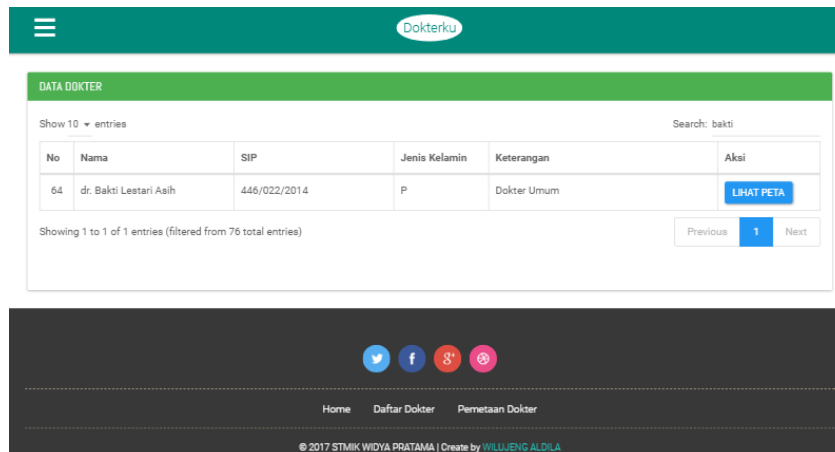 Dokterku
DATA DOKTER
Show 10 entries
Search: bakti
No Nama SIP Jenis Kelamin Keterangan Aksi
64 dr. Bakti Lestari Asih 446/022/2014 P Dokter Umum LIHAT PETA
Showing 1 to 1 of 1 entries (filtered from 76 total entries)
Previous 1 Next
Home Daftar Dokter Pemetaan Dokter
© 2017 STMIK WIDYA PRATAMA | Create by WILUJENG ALDILA